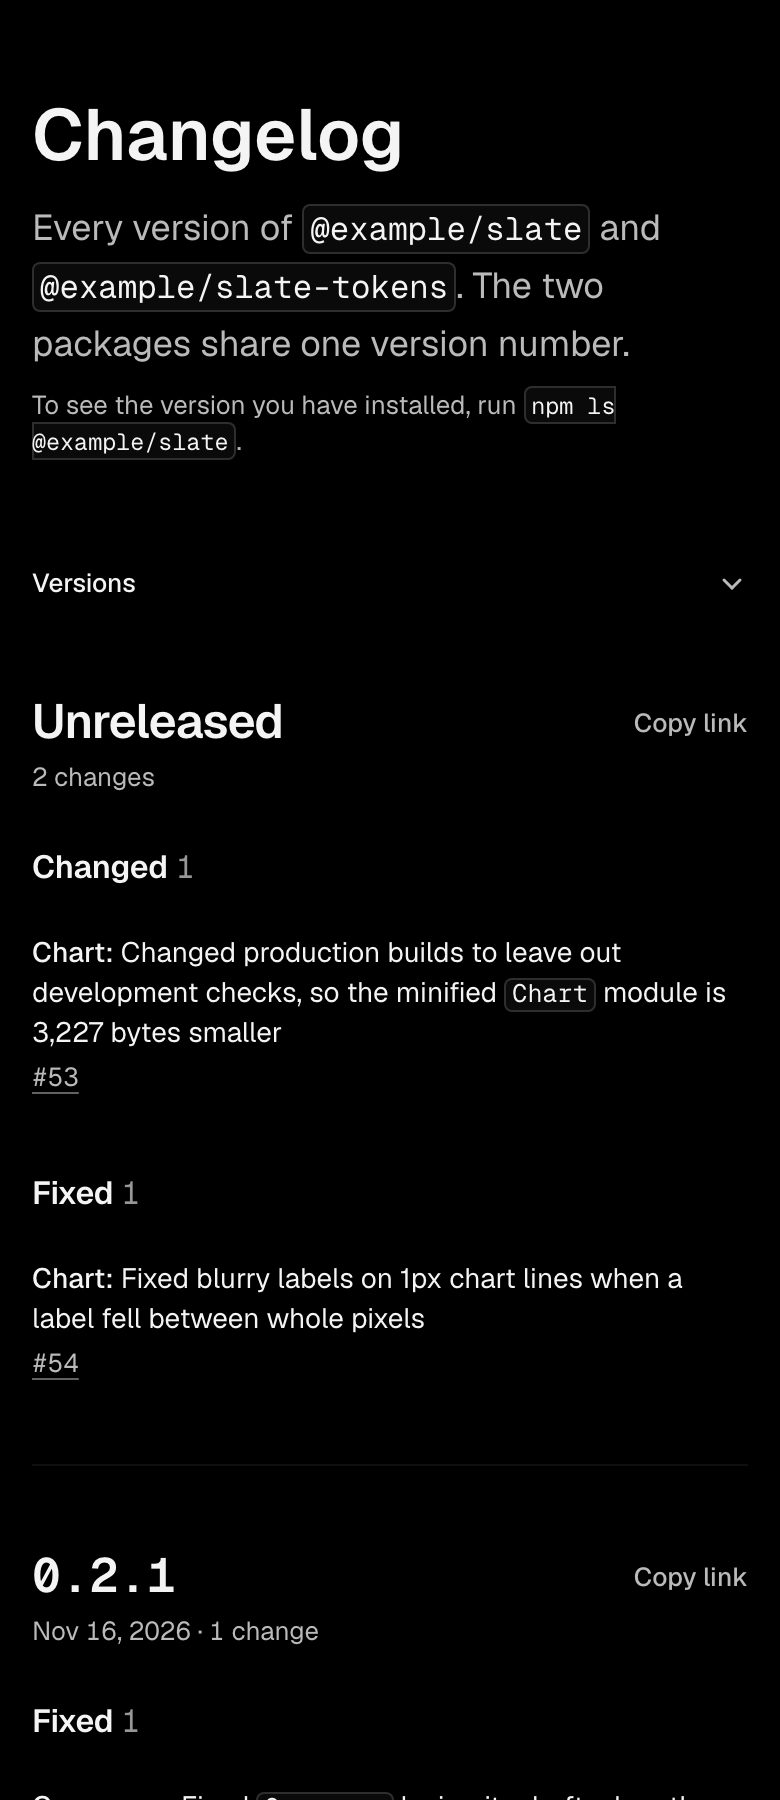 Changelog
Every version of @example/slate and
@example/slate-tokens. The two
packages share one version number.
To see the version you have installed, run npm ls
@example/slate.
Versions
Unreleased
Copy link
2 changes
Changed 1
Chart: Changed production builds to leave out
development checks, so the minified Chart module is
3,227 bytes smaller
#53
Fixed 1
Chart: Fixed blurry labels on 1px chart lines when a
label fell between whole pixels
#54
0.2.1
Copy link
Nov 16, 2026 · 1 change
Fixed 1